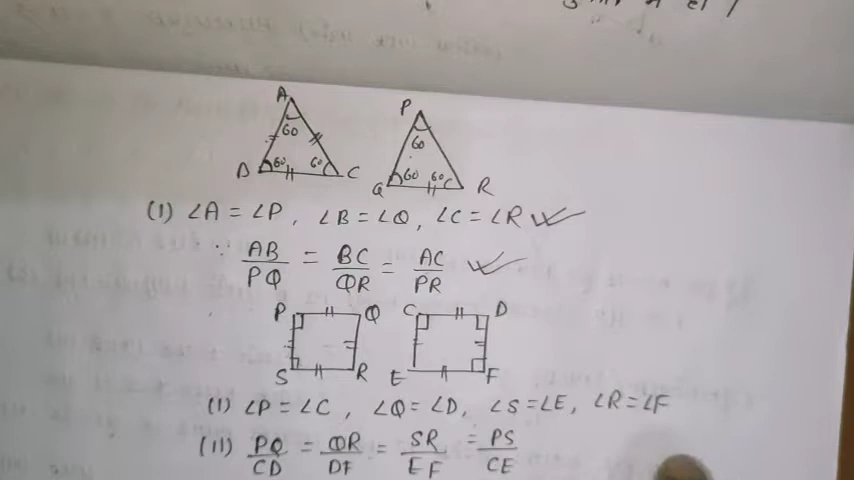 A P
60 60
B 60 60 C Q 60 60 R
(1) ∠A = ∠P, ∠B = ∠Q, ∠C = ∠R
∵ AB/PQ = BC/QR = AC/PR
P Q C D
S R E F
(1) ∠P = ∠C, ∠Q = ∠D, ∠S = ∠E, ∠R = ∠F
(11) PQ/CD = QR/DF = SR/EF = PS/CE